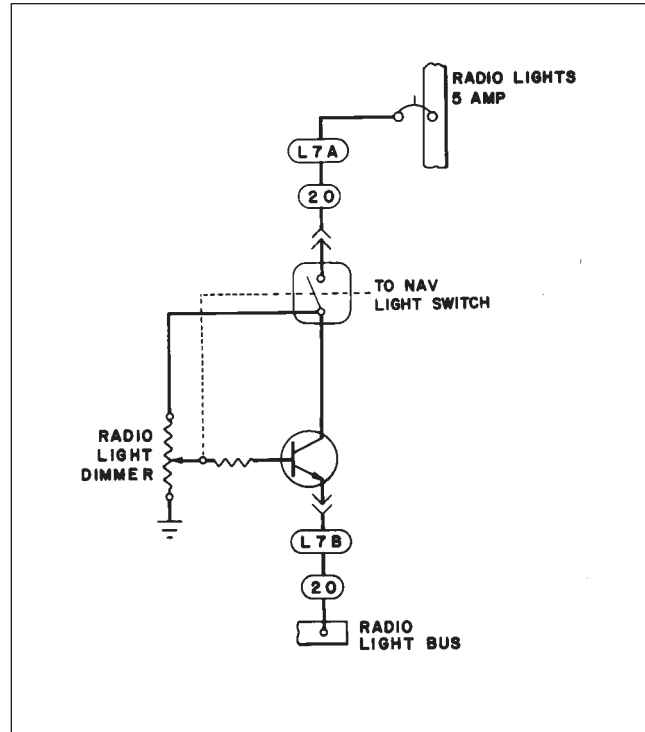 RADIO LIGHTS
5 AMP
L7A
20
TO NAV
LIGHT SWITCH
RADIO
LIGHT
DIMMER
L7B
20
RADIO
LIGHT BUS